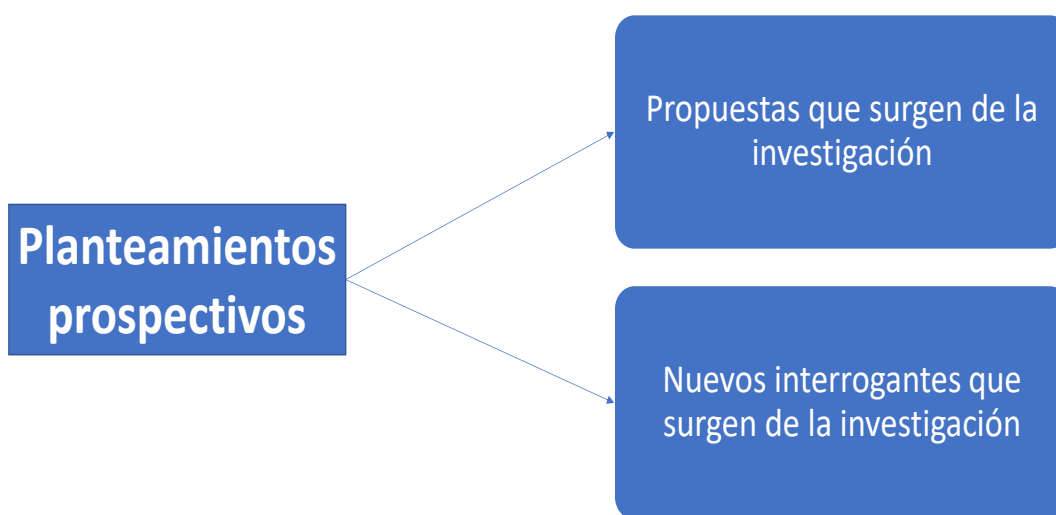 Planteamientos
prospectivos
Propuestas que surgen de la
investigación
Nuevos interrogantes que
surgen de la investigación